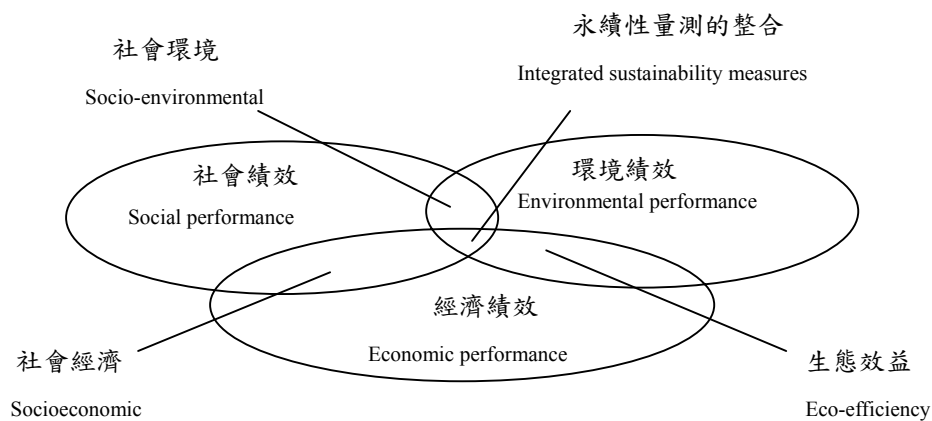 社會環境
Socio-environmental
永續性量測的整合
Integrated sustainability measures
社會績效
Social performance
環境績效
Environmental performance
經濟績效
Economic performance
社會經濟
Socioeconomic
生態效益
Eco-efficiency